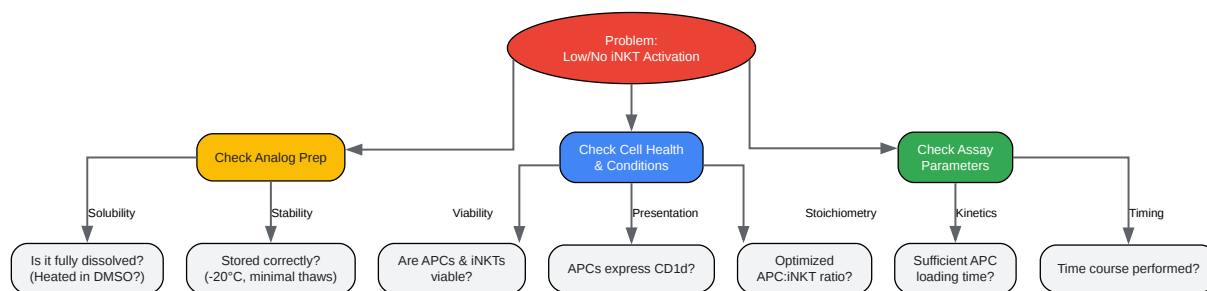 Problem:
Low/No iNKT Activation
Check Analog Prep
Check Cell Health
& Conditions
Check Assay
Parameters
Solubility
Stability
Viability
Presentation
Stoichiometry
Kinetics
Timing
Is it fully dissolved?
(Heated in DMSO?)
Stored correctly?
(-20°C, minimal thaws)
Are APCs & iNKTs
viable?
APCs express CD1d?
Optimized
APC:iNKT ratio?
Sufficient APC
loading time?
Time course performed?